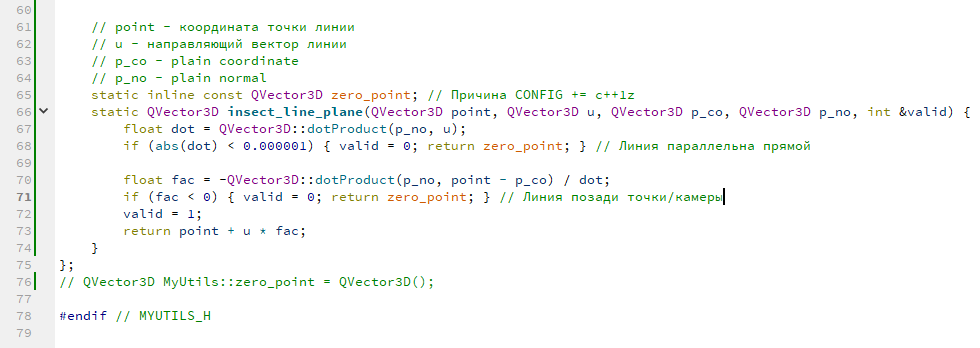 60
61 // point - координата точки линии
62 // u - направляющий вектор линии
63 // p_co - plain coordinate
64 // p_no - plain normal
65 static inline const QVector3D zero_point; // Причина CONFIG += c++1z
66 static QVector3D insect_line_plane(QVector3D point, QVector3D u, QVector3D p_co, QVector3D p_no, int &valid) {
67 float dot = QVector3D::dotProduct(p_no, u);
68 if (abs(dot) < 0.000001) { valid = 0; return zero_point; } // Линия параллельна прямой
69
70 float fac = -QVector3D::dotProduct(p_no, point - p_co) / dot;
71 if (fac < 0) { valid = 0; return zero_point; } // Линия позади точки/камеры
72 valid = 1;
73 return point + u * fac;
74 }
75 };
76 // QVector3D MyUtils::zero_point = QVector3D();
77
78 #endif // MYUTILS_H
79